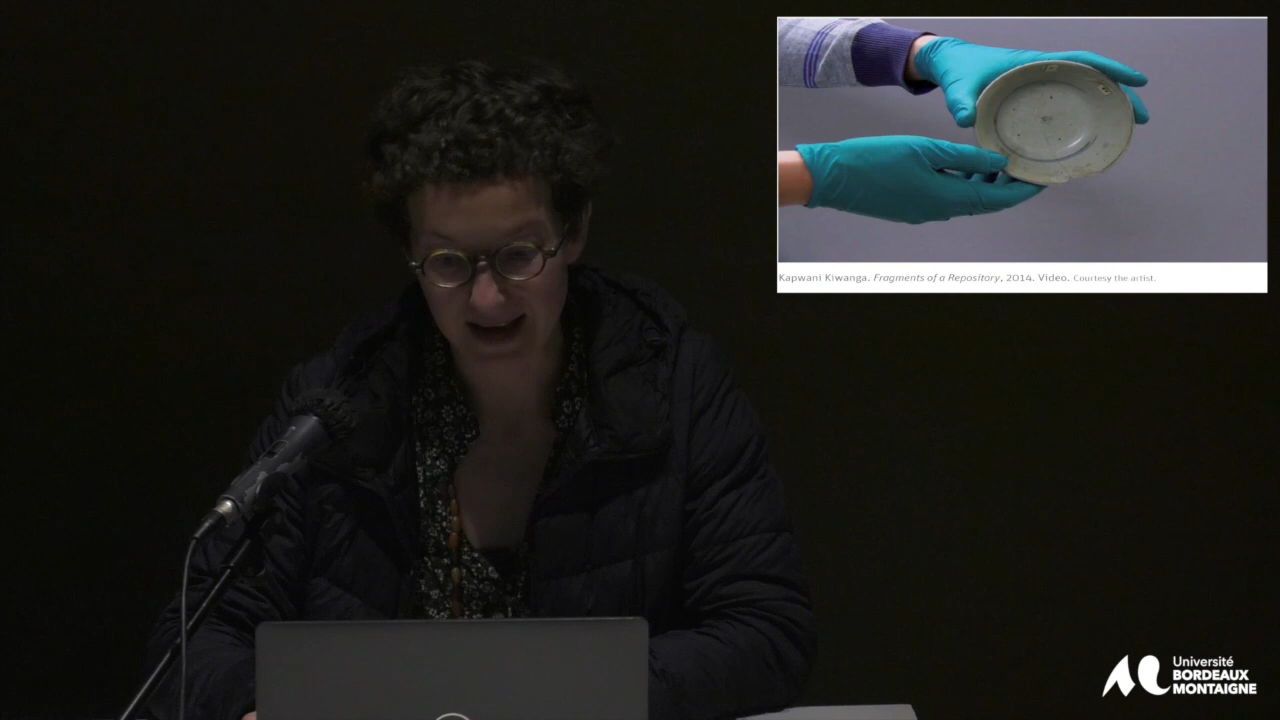 Kapwani Kiwanga. Fragments of a Repository, 2014. Video. Courtesy the artist.
Université
BORDEAUX
MONTAIGNE